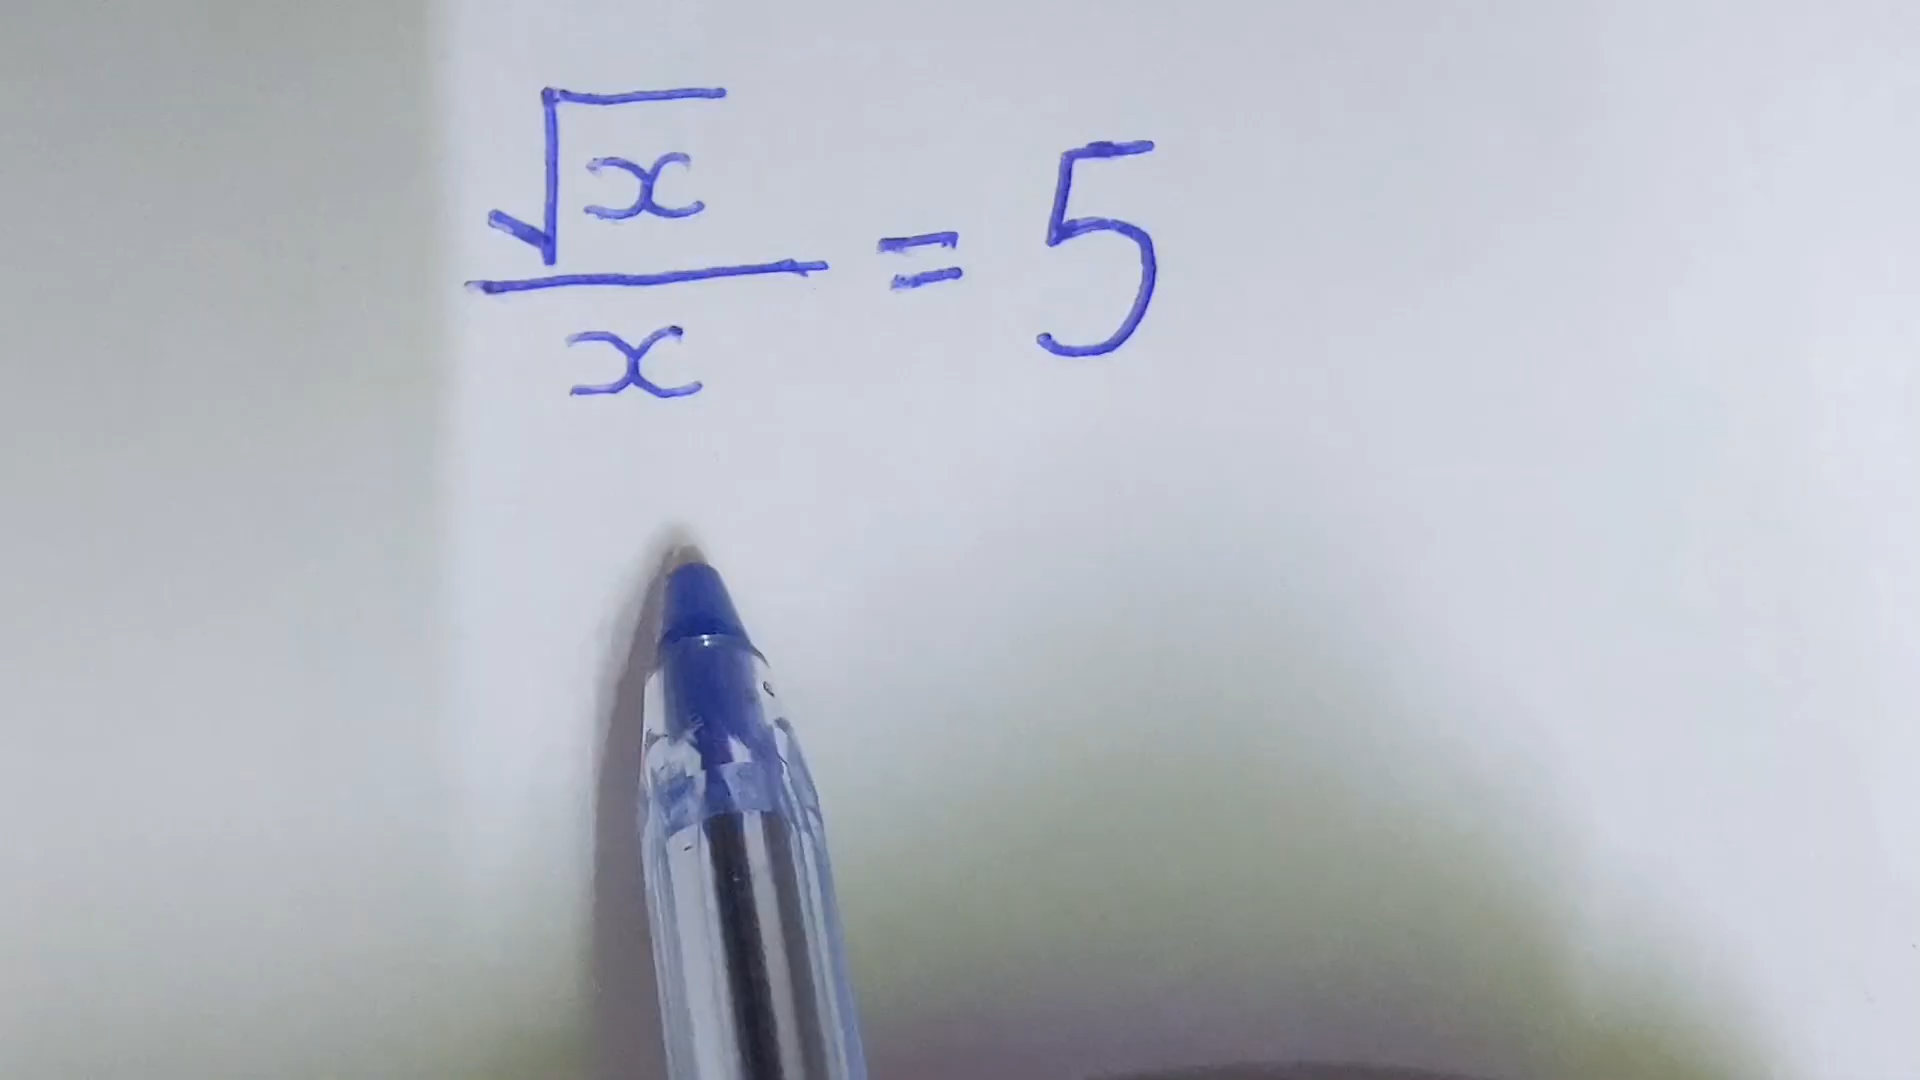 √x / x = 5